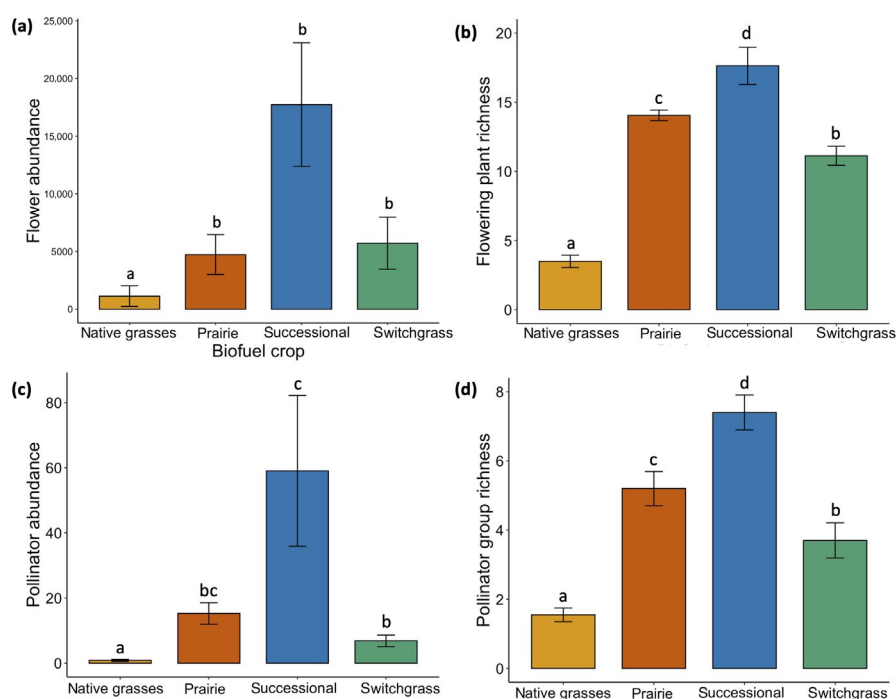 (a)
Flower abundance
25,000
20,000
15,000
10,000
5000
0
a
b
b
b
Native grasses Prairie Successional Switchgrass
Biofuel crop
(b)
Flowering plant richness
20
15
10
5
0
a
c
d
b
Native grasses Prairie Successional Switchgrass
(c)
Pollinator abundance
80
60
40
20
0
a
bc
c
b
Native grasses Prairie Successional Switchgrass
(d)
Pollinator group richness
8
6
4
2
0
a
c
d
b
Native grasses Prairie Successional Switchgrass